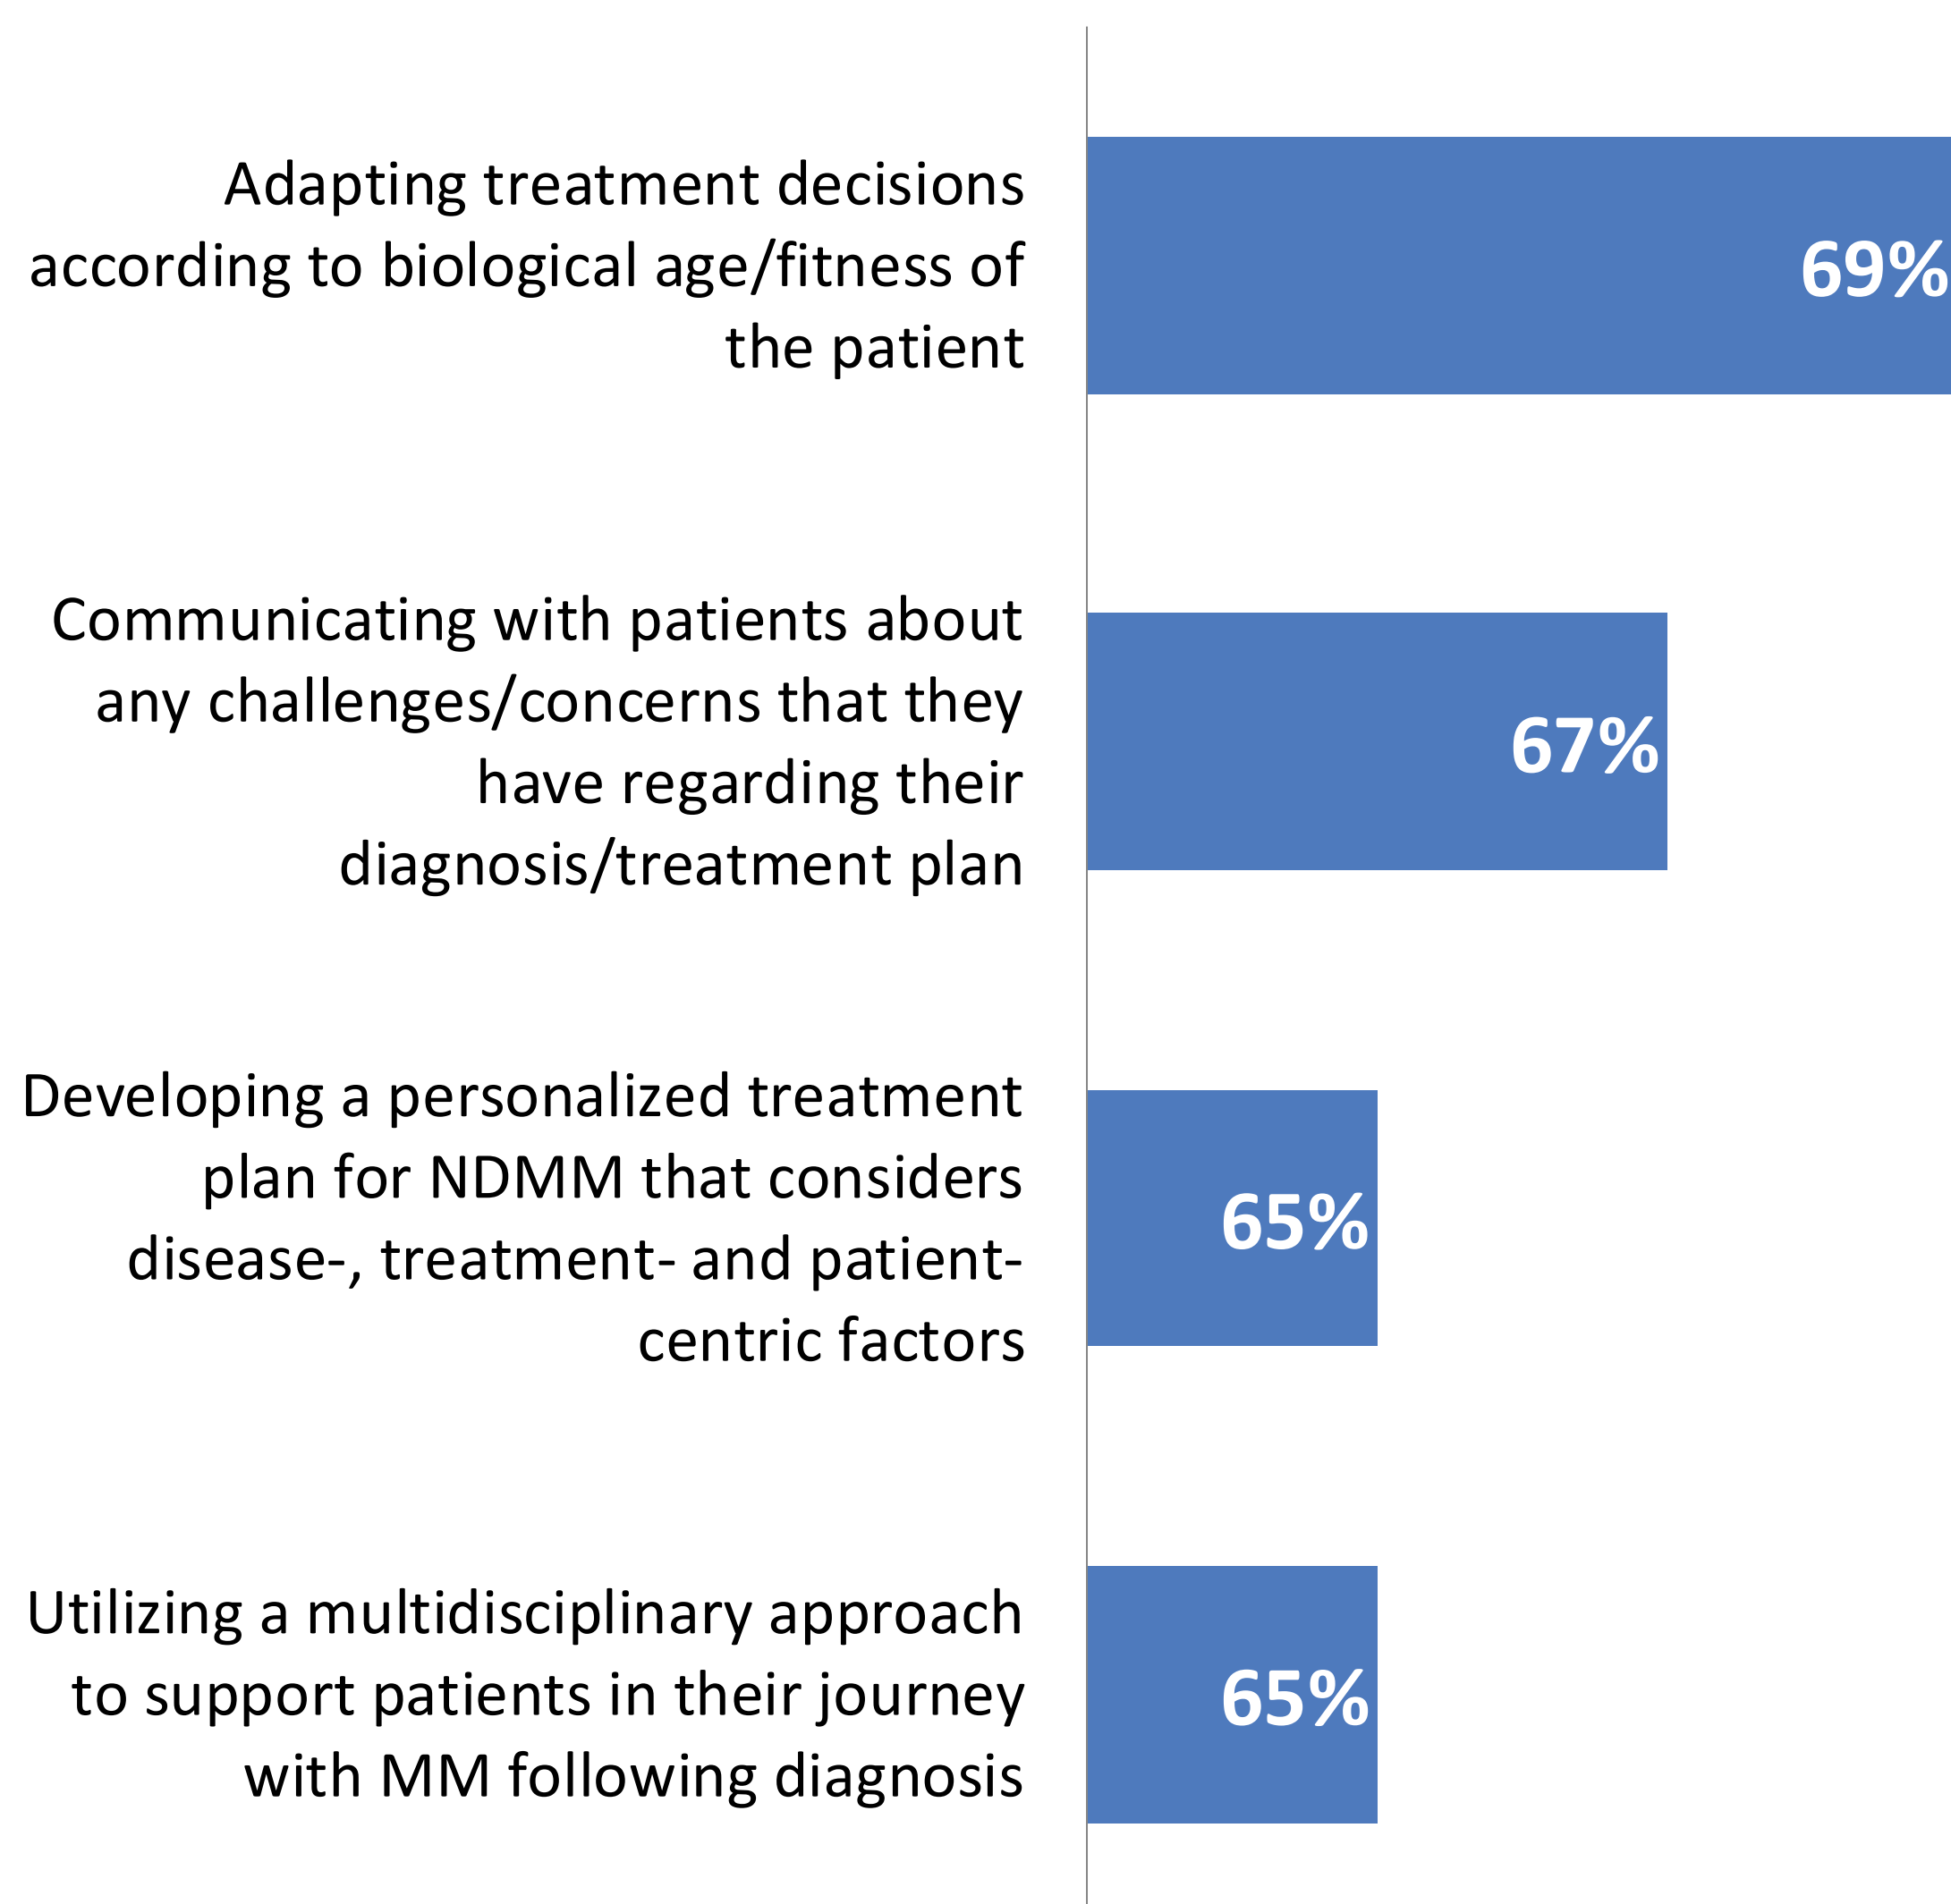 Adapting treatment decisions
according to biological age/fitness of
the patient
69%
Communicating with patients about
any challenges/concerns that they
have regarding their
diagnosis/treatment plan
67%
Developing a personalized treatment
plan for NDMM that considers
disease-, treatment- and patient-
centric factors
65%
Utilizing a multidisciplinary approach
to support patients in their journey
with MM following diagnosis
65%